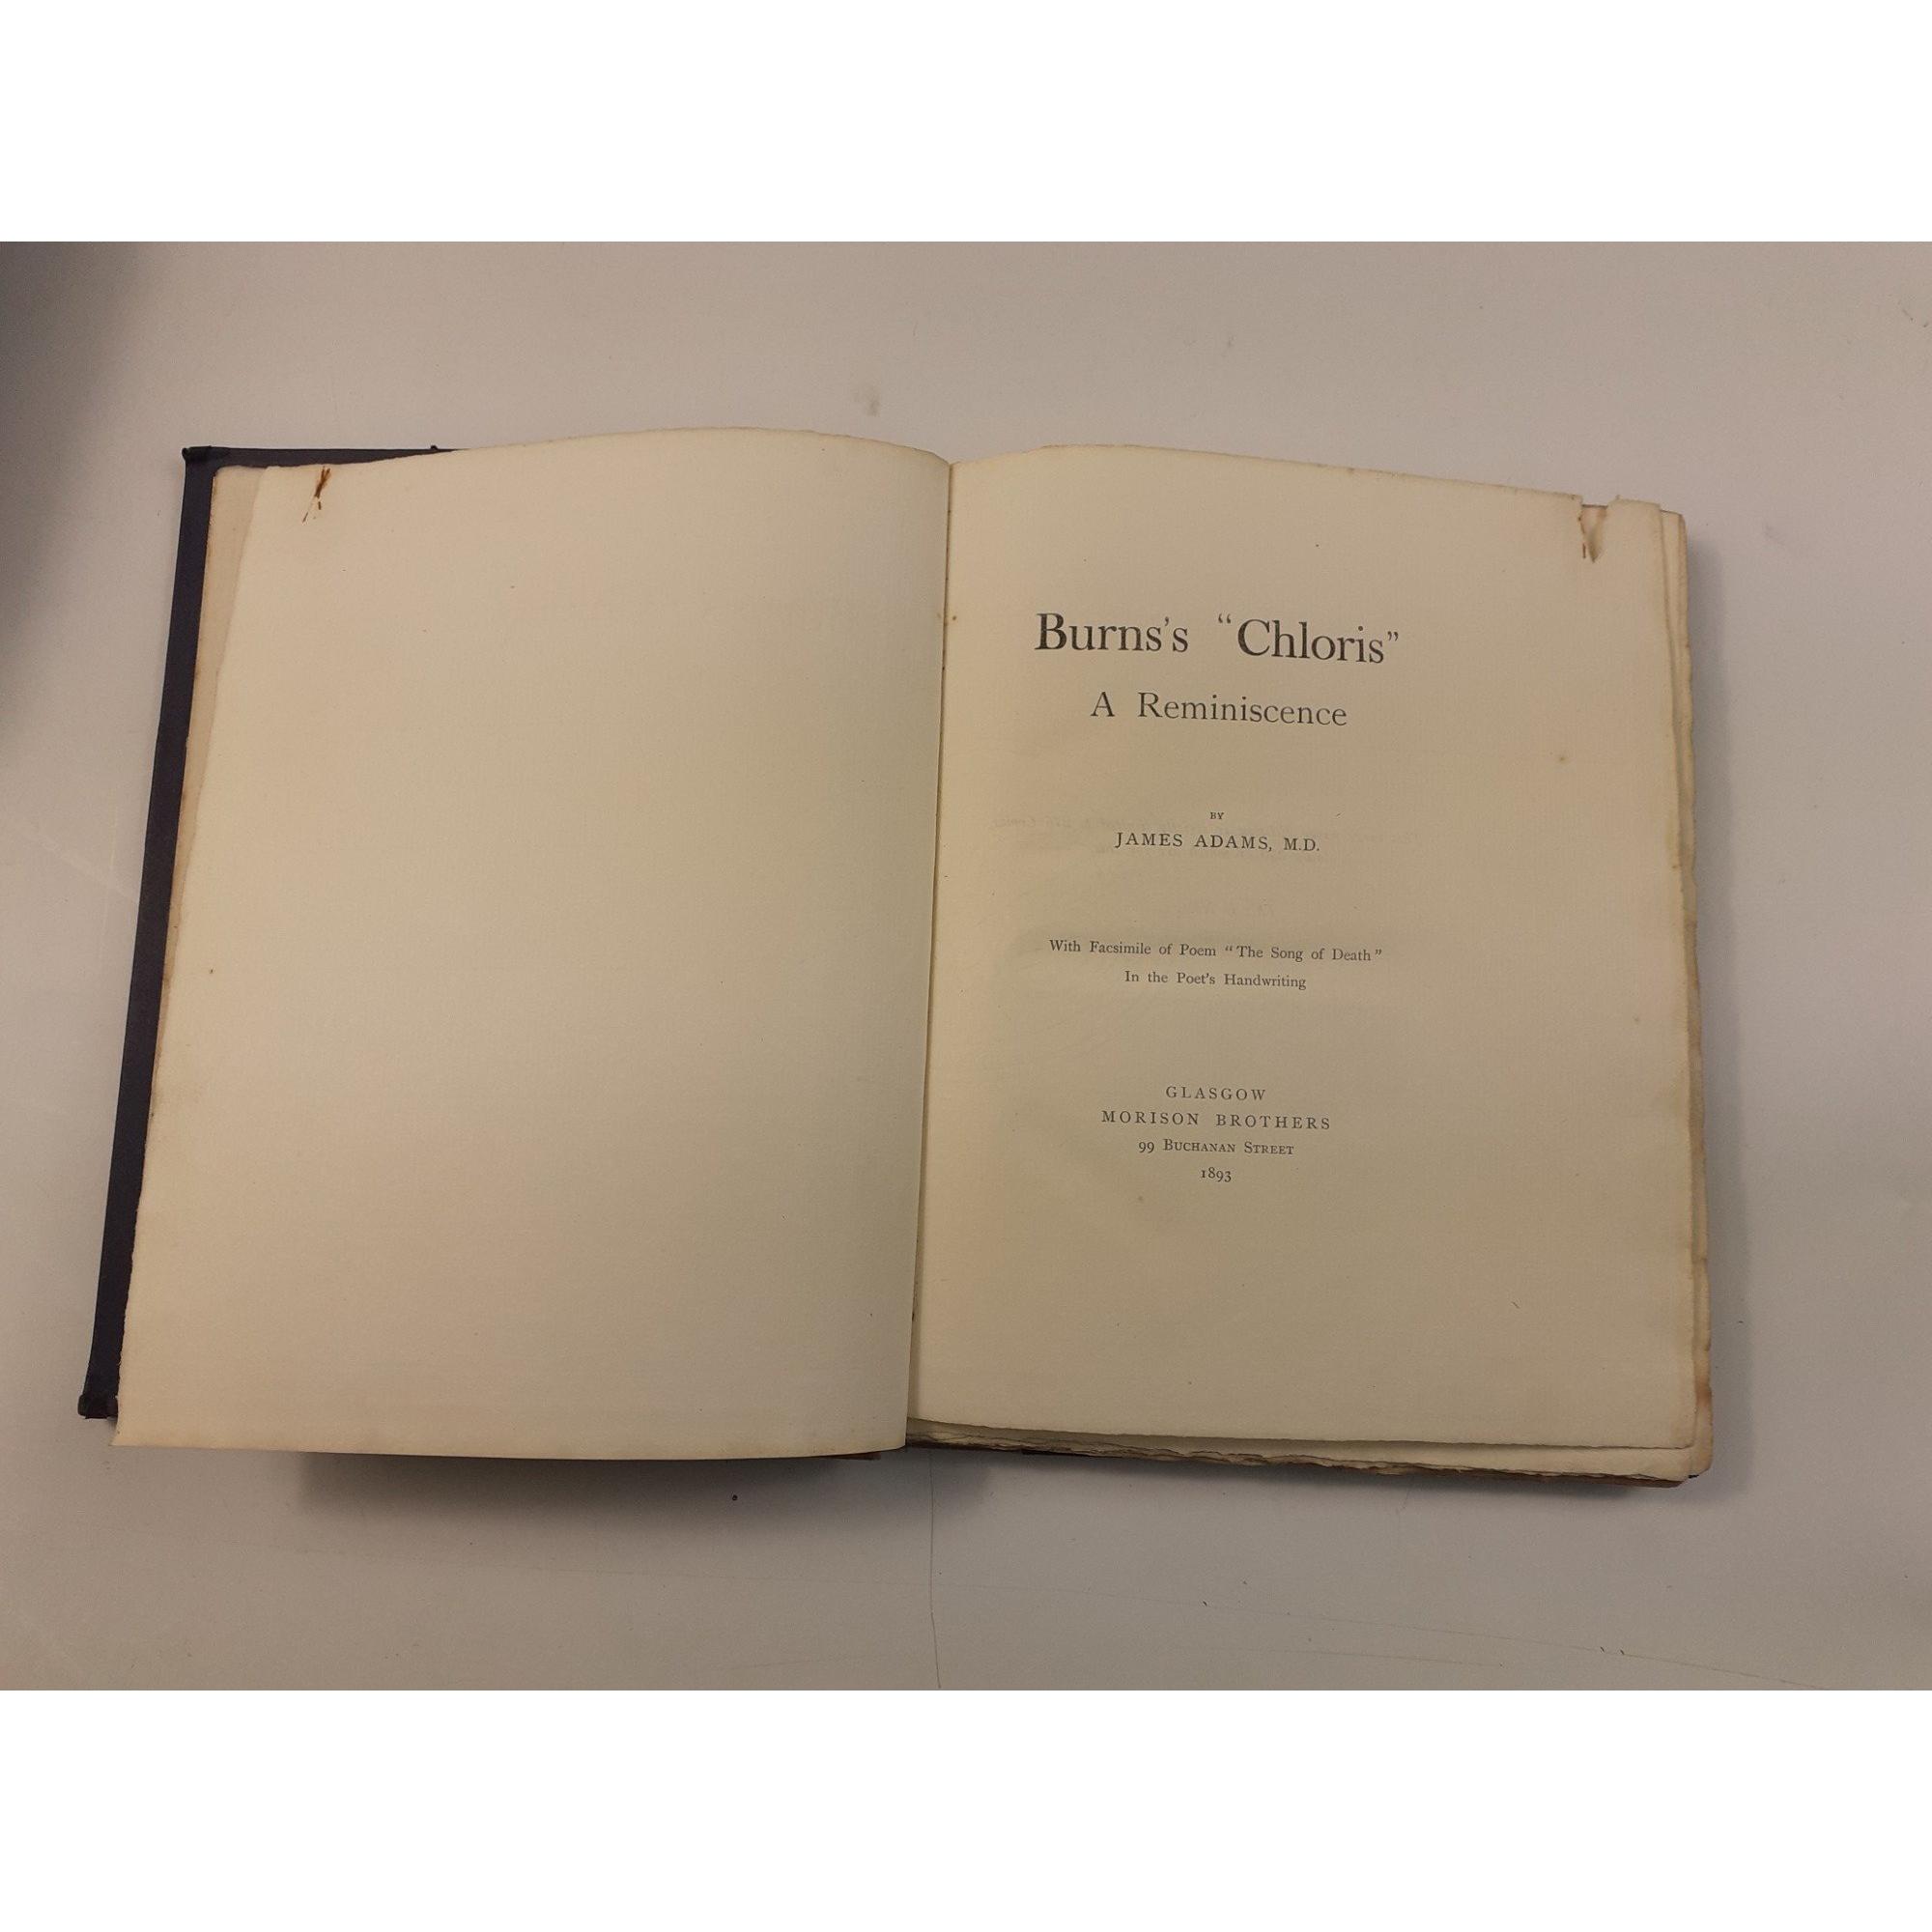 Burns's "Chloris"
A Reminiscence
BY
JAMES ADAMS, M.D.
With Facsimile of Poem "The Song of Death"
In the Poet's Handwriting
GLASGOW
MORISON BROTHERS
99 BUCHANAN STREET
1893